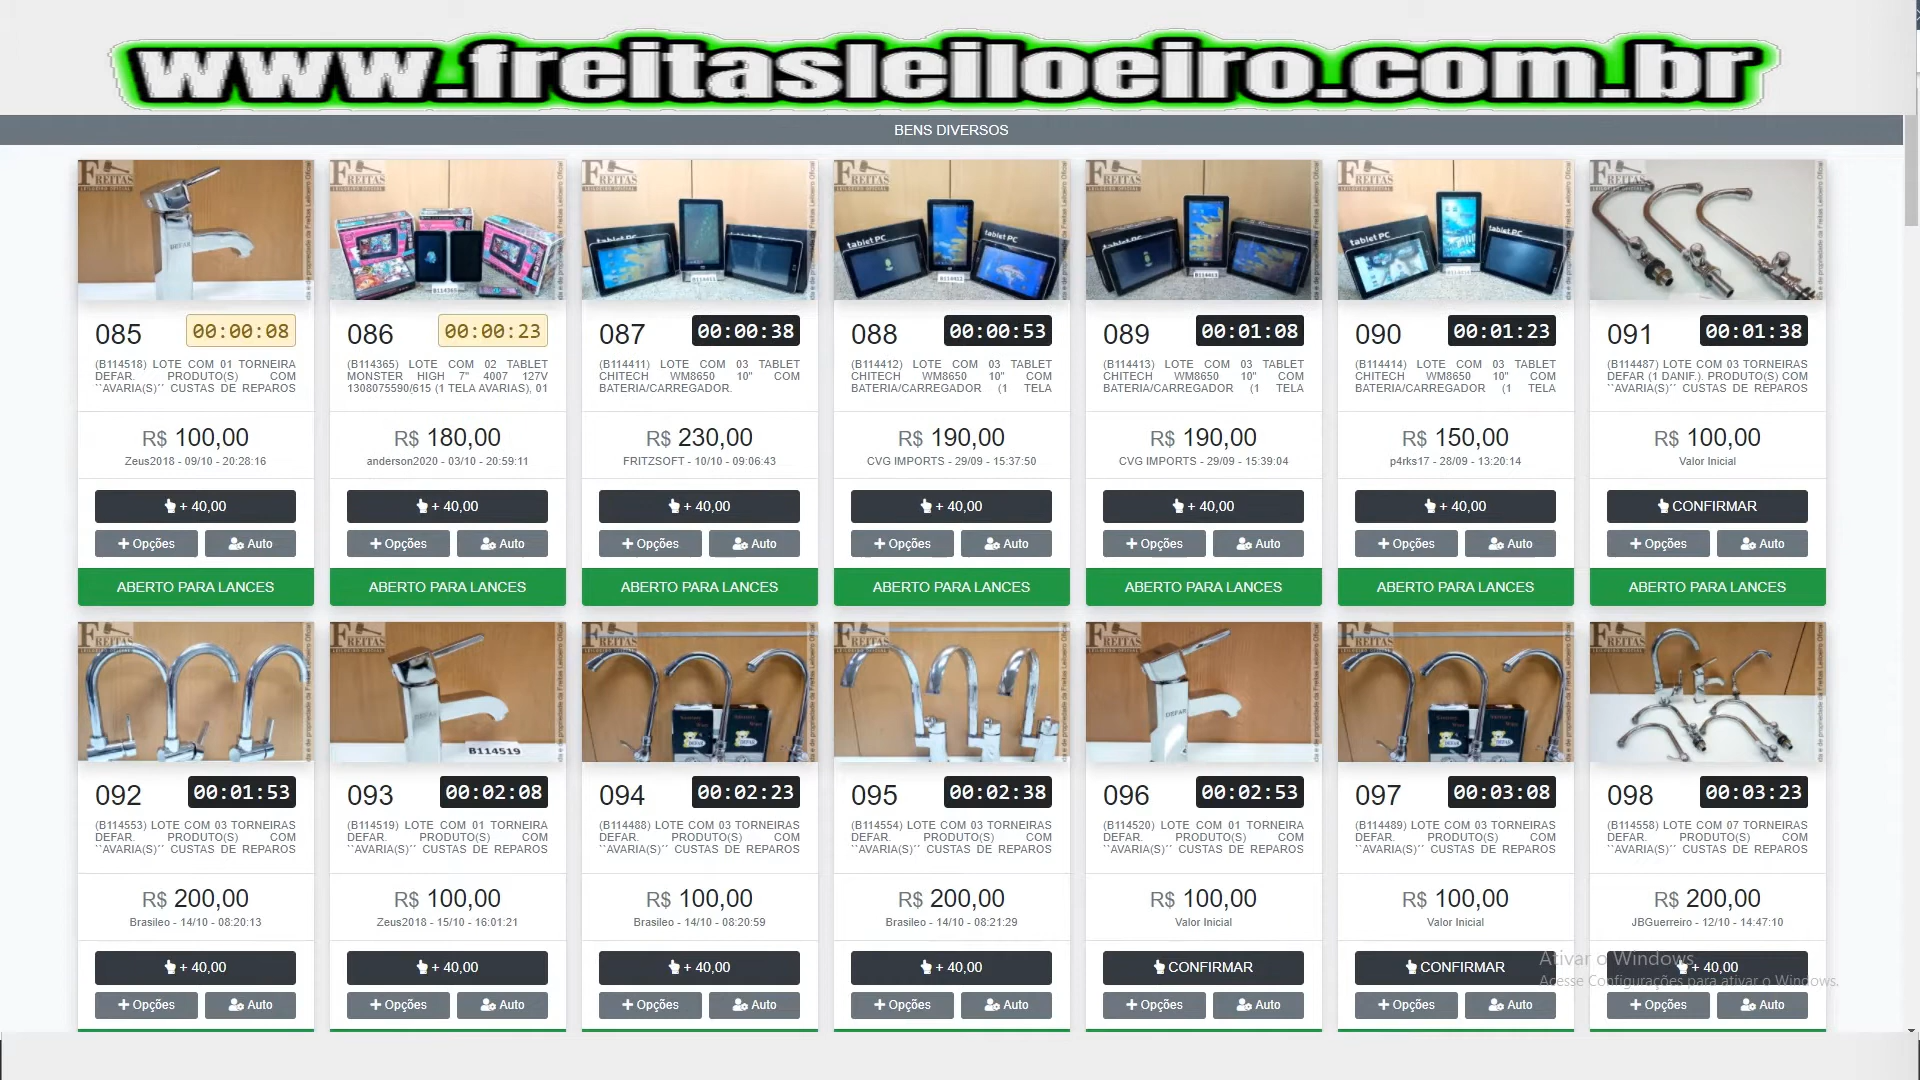 www.freitasleiloeiro.com.br
BENS DIVERSOS
FREITAS
LEILOEIRO OFICIAL
DEFAR
tablet PC
B114365
B114411
B114412
B114413
B114414
085
00:00:08
(B114518) LOTE COM 01 TORNEIRA
DEFAR. PRODUTO(S) COM
``AVARIA(S)´´ CUSTAS DE REPAROS
R$ 100,00
Zeus2018 - 09/10 - 20:28:16
+ 40,00
Opções
Auto
ABERTO PARA LANCES
086
00:00:23
(B114365) LOTE COM 02 TABLET
MONSTER HIGH 7" 4007 127V
1308075590/615 (1 TELA AVARIAS), 01
R$ 180,00
anderson2020 - 03/10 - 20:59:11
+ 40,00
Opções
Auto
ABERTO PARA LANCES
087
00:00:38
(B114411) LOTE COM 03 TABLET
CHITECH WM8650 10" COM
BATERIA/CARREGADOR.
R$ 230,00
FRITZSOFT - 10/10 - 09:06:43
+ 40,00
Opções
Auto
ABERTO PARA LANCES
088
00:00:53
(B114412) LOTE COM 03 TABLET
CHITECH WM8650 10" COM
BATERIA/CARREGADOR (1 TELA
R$ 190,00
CVG IMPORTS - 29/09 - 15:37:50
+ 40,00
Opções
Auto
ABERTO PARA LANCES
089
00:01:08
(B114413) LOTE COM 03 TABLET
CHITECH WM8650 10" COM
BATERIA/CARREGADOR (1 TELA
R$ 190,00
CVG IMPORTS - 29/09 - 15:39:04
+ 40,00
Opções
Auto
ABERTO PARA LANCES
090
00:01:23
(B114414) LOTE COM 03 TABLET
CHITECH WM8650 10" COM
BATERIA/CARREGADOR (1 TELA
R$ 150,00
p4rks17 - 28/09 - 13:20:14
+ 40,00
Opções
Auto
ABERTO PARA LANCES
091
00:01:38
(B114487) LOTE COM 03 TORNEIRAS
DEFAR (1 DANIF.). PRODUTO(S) COM
``AVARIA(S)´´ CUSTAS DE REPAROS
R$ 100,00
Valor Inicial
CONFIRMAR
Opções
Auto
ABERTO PARA LANCES
092
00:01:53
(B114553) LOTE COM 03 TORNEIRAS
DEFAR. PRODUTO(S) COM
``AVARIA(S)´´ CUSTAS DE REPAROS
R$ 200,00
Brasileo - 14/10 - 08:20:13
+ 40,00
Opções
Auto
B114519
093
00:02:08
(B114519) LOTE COM 01 TORNEIRA
DEFAR. PRODUTO(S) COM
``AVARIA(S)´´ CUSTAS DE REPAROS
R$ 100,00
Zeus2018 - 15/10 - 16:01:21
+ 40,00
Opções
Auto
094
00:02:23
(B114488) LOTE COM 03 TORNEIRAS
DEFAR. PRODUTO(S) COM
``AVARIA(S)´´ CUSTAS DE REPAROS
R$ 100,00
Brasileo - 14/10 - 08:20:59
+ 40,00
Opções
Auto
095
00:02:38
(B114554) LOTE COM 03 TORNEIRAS
DEFAR. PRODUTO(S) COM
``AVARIA(S)´´ CUSTAS DE REPAROS
R$ 200,00
Brasileo - 14/10 - 08:21:29
+ 40,00
Opções
Auto
096
00:02:53
(B114520) LOTE COM 01 TORNEIRA
DEFAR. PRODUTO(S) COM
``AVARIA(S)´´ CUSTAS DE REPAROS
R$ 100,00
Valor Inicial
CONFIRMAR
Opções
Auto
097
00:03:08
(B114489) LOTE COM 03 TORNEIRAS
DEFAR. PRODUTO(S) COM
``AVARIA(S)´´ CUSTAS DE REPAROS
R$ 100,00
Valor Inicial
CONFIRMAR
Opções
Auto
098
00:03:23
(B114558) LOTE COM 07 TORNEIRAS
DEFAR. PRODUTO(S) COM
``AVARIA(S)´´ CUSTAS DE REPAROS
R$ 200,00
JBGuerreiro - 12/10 - 14:47:10
+ 40,00
Opções
Auto
Ativar o Windows
Acesse Configurações para ativar o Windows.